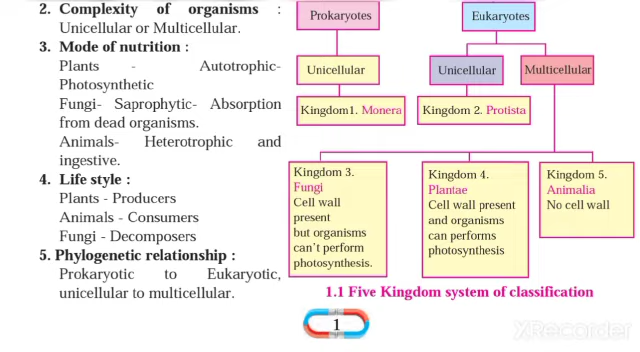 2. Complexity of organisms :
Unicellular or Multicellular.
3. Mode of nutrition :
Plants - Autotrophic-
Photosynthetic
Fungi- Saprophytic- Absorption
from dead organisms.
Animals- Heterotrophic and
ingestive.
4. Life style :
Plants - Producers
Animals - Consumers
Fungi - Decomposers
5. Phylogenetic relationship :
Prokaryotic to Eukaryotic,
unicellular to multicellular.
Prokaryotes
Eukaryotes
Unicellular
Unicellular
Multicellular
Kingdom1. Monera
Kingdom 2. Protista
Kingdom 3.
Fungi
Cell wall
present
but organisms
can't perform
photosynthesis.
Kingdom 4.
Plantae
Cell wall present
and organisms
can performs
photosynthesis
Kingdom 5.
Animalia
No cell wall
1.1 Five Kingdom system of classification
1
XRecorder